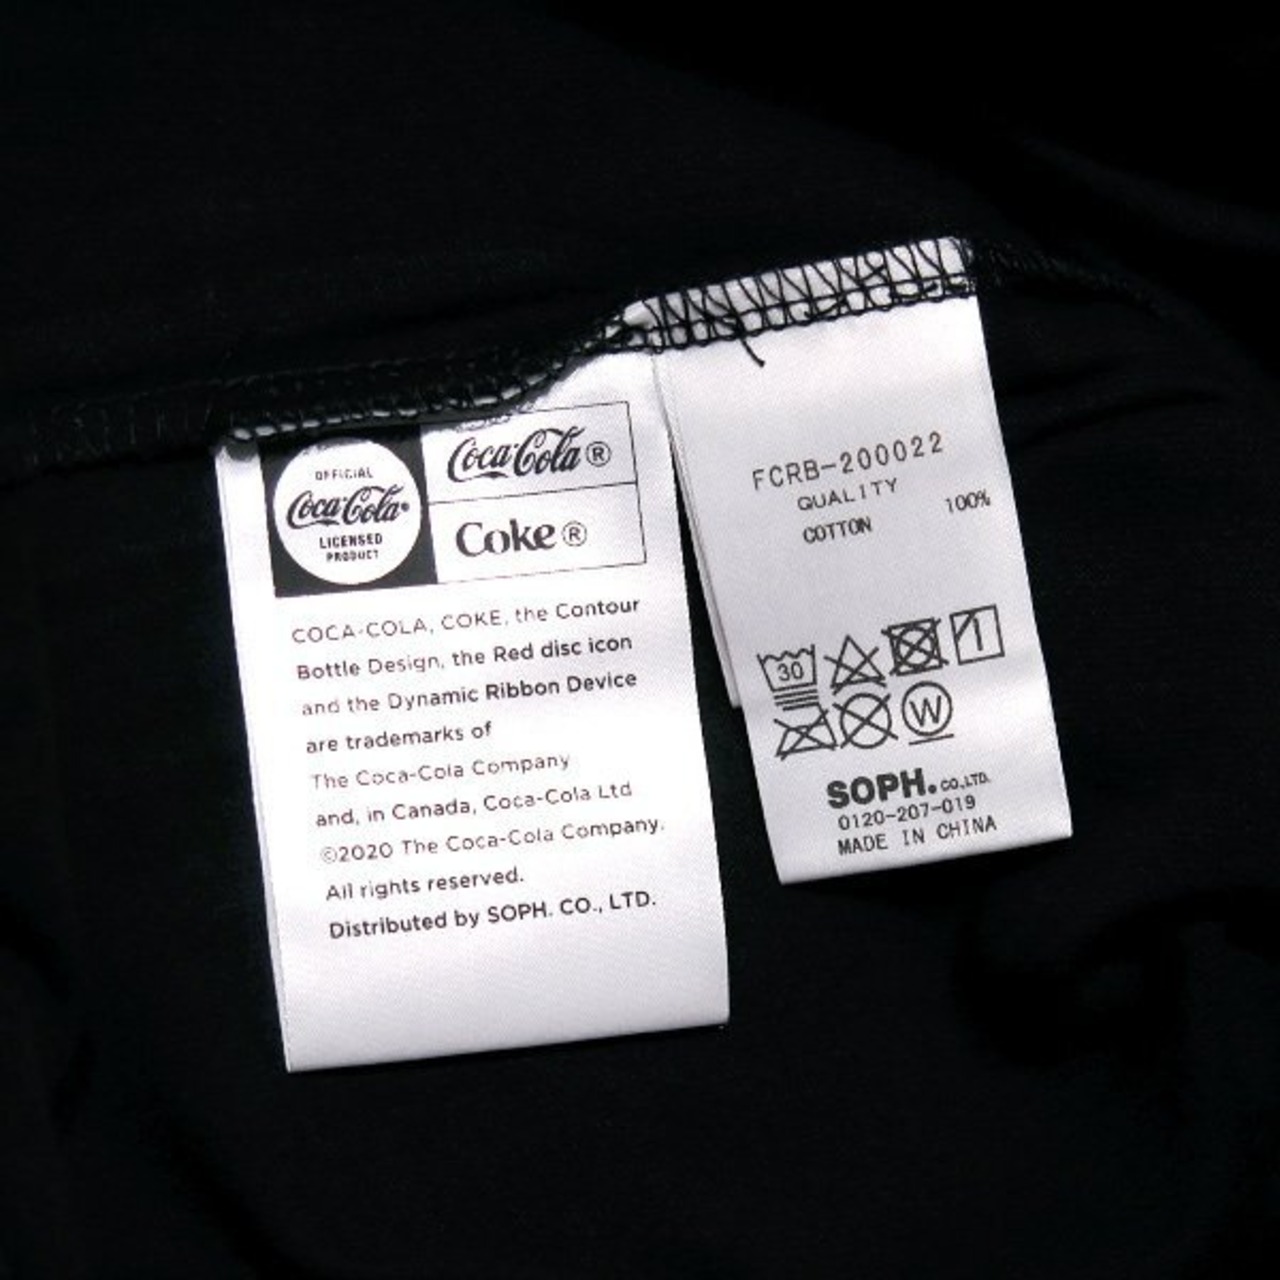 OFFICIAL
Coca-Cola®
LICENSED
PRODUCT
Coca-Cola®
Coke®
COCA-COLA, COKE, the Contour
Bottle Design, the Red disc icon
and the Dynamic Ribbon Device
are trademarks of
The Coca-Cola Company
and, in Canada, Coca-Cola Ltd
©2020 The Coca-Cola Company.
All rights reserved.
Distributed by SOPH. CO., LTD.
FCRB-200022
QUALITY
COTTON 100%
30
W
SOPH. CO.,LTD.
0120-207-019
MADE IN CHINA